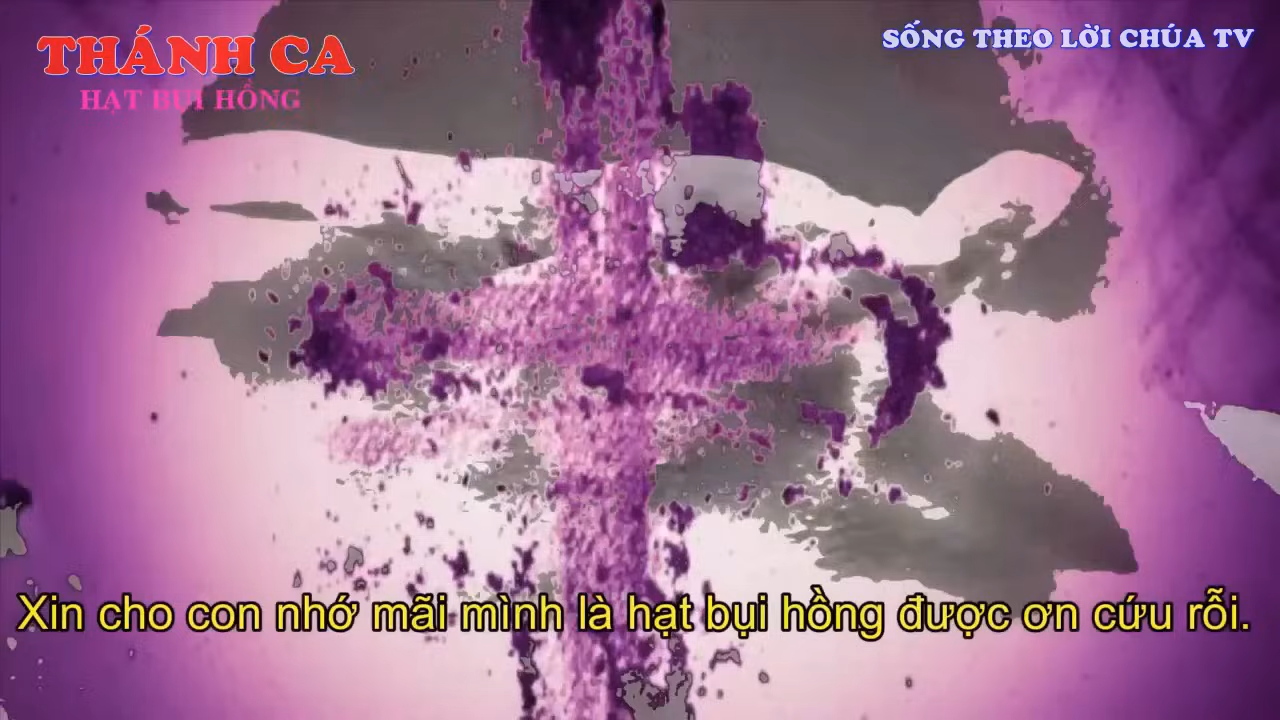 THÁNH CA
HẠT BỤI HỒNG
SỐNG THEO LỜI CHÚA TV
Xin cho con nhớ mãi mình là hạt bụi hồng được ơn cứu rỗi.